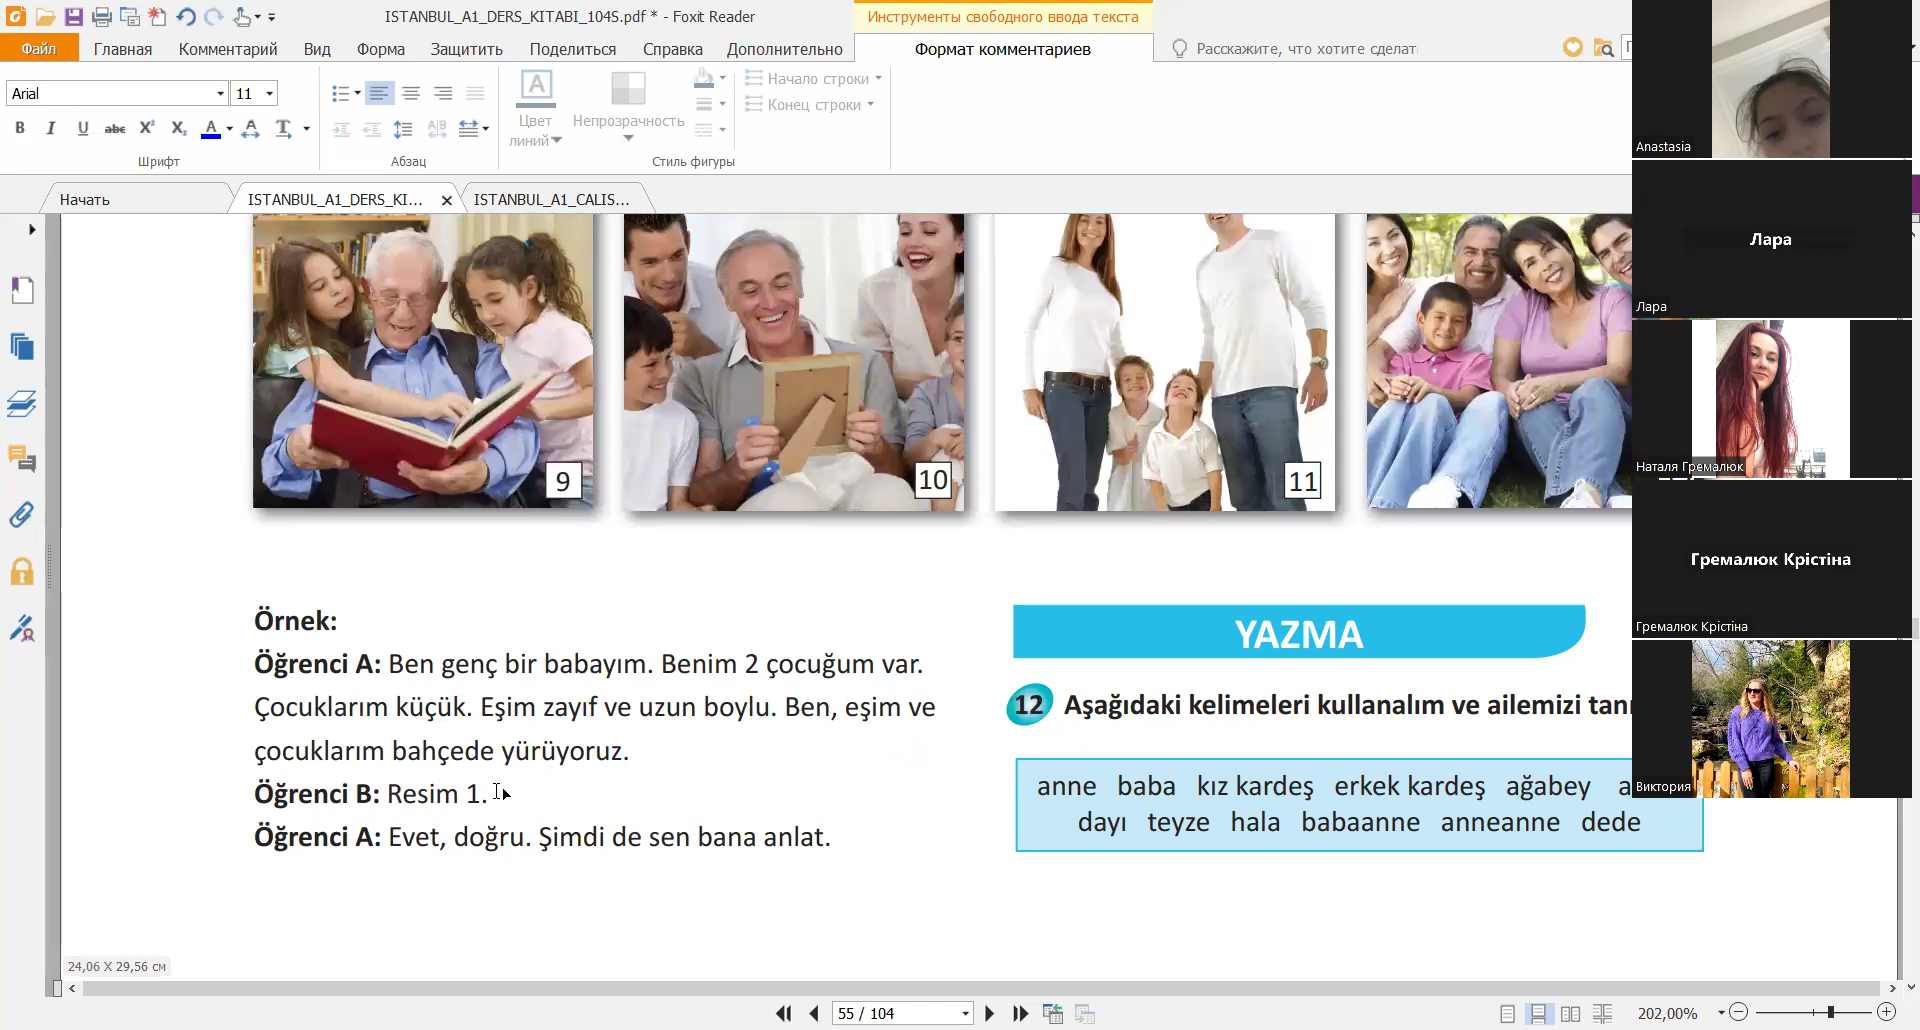 ISTANBUL_A1_DERS_KITABI_104S.pdf * - Foxit Reader
Инструменты свободного ввода текста
Файл Главная Комментарий Вид Форма Защитить Поделиться Справка Дополнительно Формат комментариев Расскажите, что хотите сделат
Arial 11
Цвет линий
Непрозрачность
Начало строки
Конец строки
Шрифт Абзац Стиль фигуры
Начать ISTANBUL_A1_DERS_KI... ISTANBUL_A1_CALIS...
9 10 11
Örnek:
Öğrenci A: Ben genç bir babayım. Benim 2 çocuğum var.
Çocuklarım küçük. Eşim zayıf ve uzun boylu. Ben, eşim ve
çocuklarım bahçede yürüyoruz.
Öğrenci B: Resim 1.
Öğrenci A: Evet, doğru. Şimdi de sen bana anlat.
YAZMA
12 Aşağıdaki kelimeleri kullanalım ve ailemizi
anne baba kız kardeş erkek kardeş ağabey
dayı teyze hala babaanne anneanne dede
Anastasia
Лара
Лара
Наталя Гремалюк
Гремалюк Крістіна
Гремалюк Крістіна
Виктория
24,06 X 29,56 см
55 / 104
202,00%